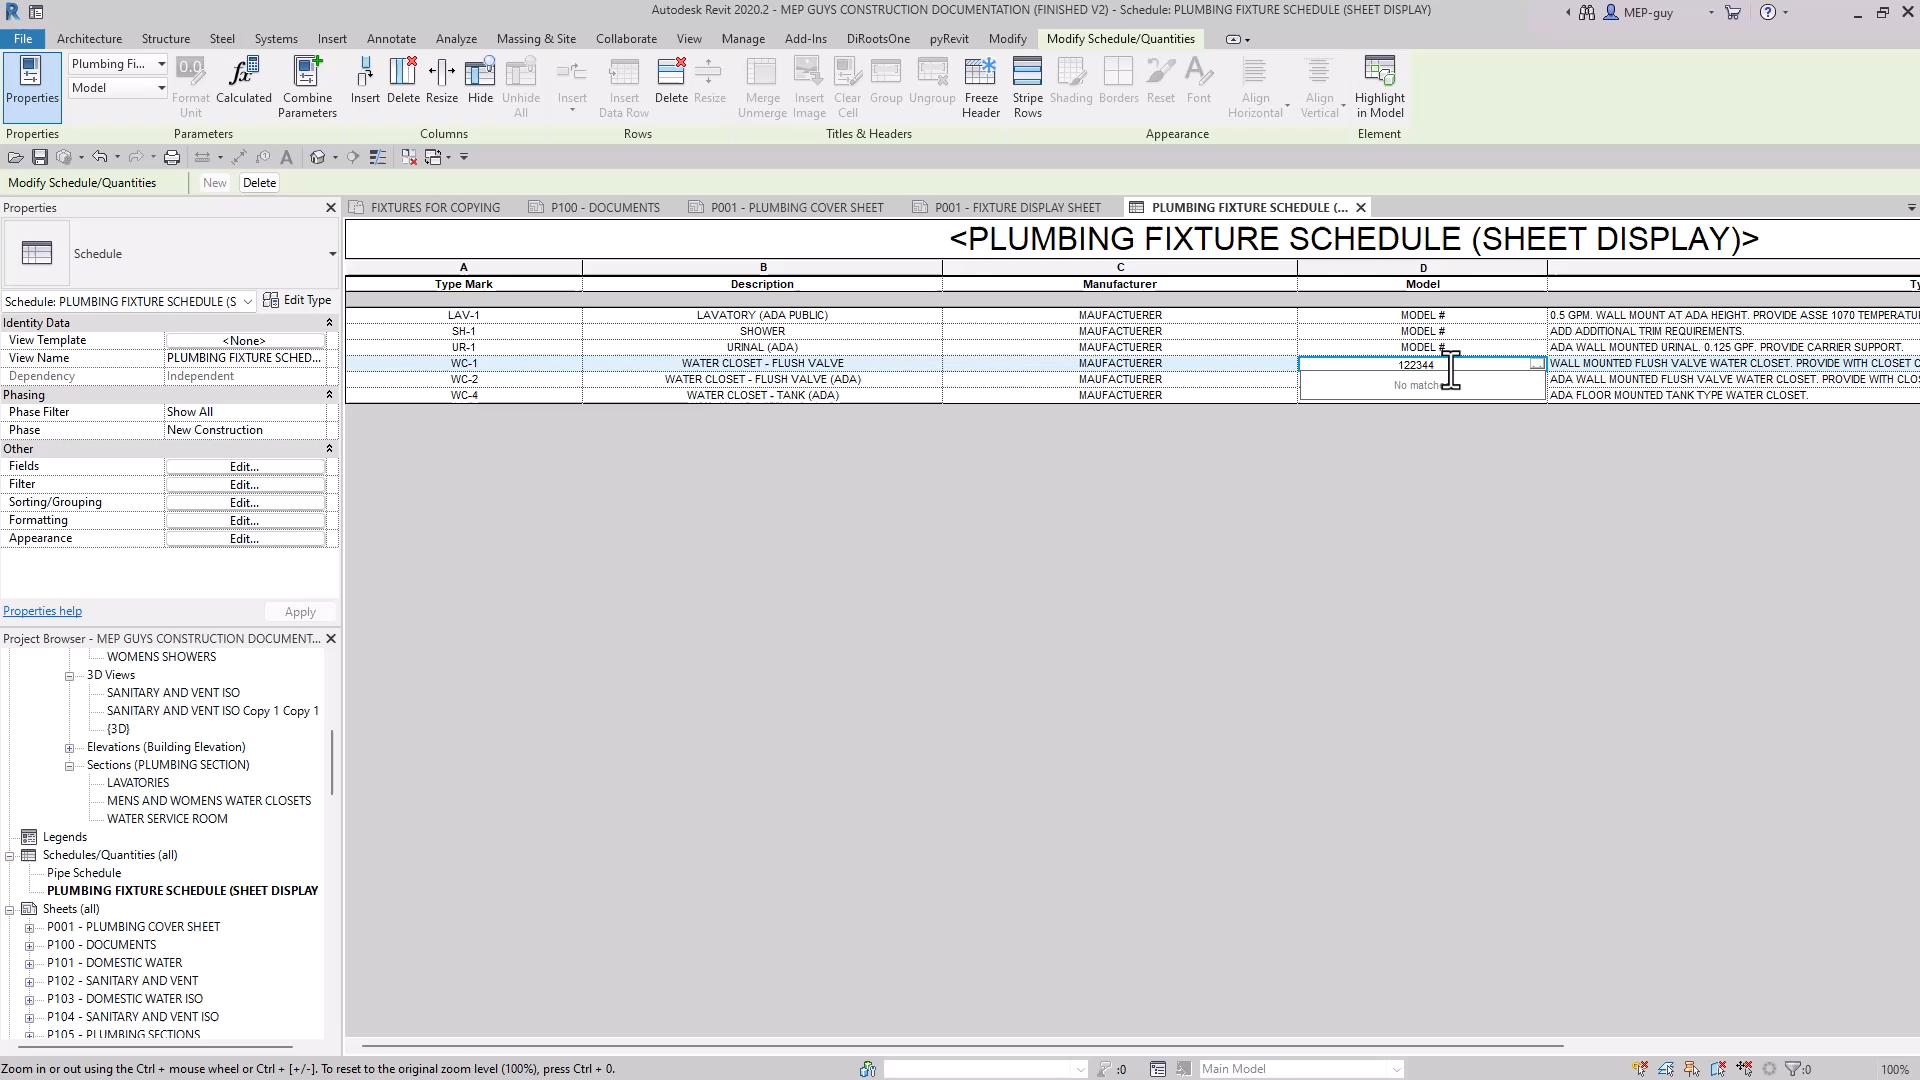 Autodesk Revit 2020.2 - MEP GUYS CONSTRUCTION DOCUMENTATION (FINISHED V2) - Schedule: PLUMBING FIXTURE SCHEDULE (SHEET DISPLAY)
MEP-guy
File Architecture Structure Steel Systems Insert Annotate Analyze Massing & Site Collaborate View Manage Add-Ins DiRootsOne pyRevit Modify Modify Schedule/Quantities
Plumbing Fi...
Model
Properties
Format Unit
Calculated
Combine Parameters
Insert
Delete
Resize
Hide
Unhide All
Insert
Insert Data Row
Delete
Resize
Merge Unmerge
Insert Image
Clear Cell
Group
Ungroup
Freeze Header
Stripe Rows
Shading
Borders
Reset
Font
Align Horizontal
Align Vertical
Highlight in Model
Properties Parameters Columns Rows Titles & Headers Appearance Element
Modify Schedule/Quantities New Delete
Properties
FIXTURES FOR COPYING P100 - DOCUMENTS P001 - PLUMBING COVER SHEET P001 - FIXTURE DISPLAY SHEET PLUMBING FIXTURE SCHEDULE (...
Schedule
Schedule: PLUMBING FIXTURE SCHEDULE (S Edit Type
Identity Data
View Template <None>
View Name PLUMBING FIXTURE SCHED...
Dependency Independent
Phasing
Phase Filter Show All
Phase New Construction
Other
Fields Edit...
Filter Edit...
Sorting/Grouping Edit...
Formatting Edit...
Appearance Edit...
Properties help Apply
<PLUMBING FIXTURE SCHEDULE (SHEET DISPLAY)>
A B C D
Type Mark Description Manufacturer Model Ty
LAV-1 LAVATORY (ADA PUBLIC) MAUFACTUERER MODEL # 0.5 GPM. WALL MOUNT AT ADA HEIGHT. PROVIDE ASSE 1070 TEMPERATU
SH-1 SHOWER MAUFACTUERER MODEL # ADD ADDITIONAL TRIM REQUIREMENTS.
UR-1 URINAL (ADA) MAUFACTUERER MODEL # ADA WALL MOUNTED URINAL. 0.125 GPF. PROVIDE CARRIER SUPPORT.
WC-1 WATER CLOSET - FLUSH VALVE MAUFACTUERER 122344 WALL MOUNTED FLUSH VALVE WATER CLOSET. PROVIDE WITH CLOSET C
WC-2 WATER CLOSET - FLUSH VALVE (ADA) MAUFACTUERER No match ADA WALL MOUNTED FLUSH VALVE WATER CLOSET. PROVIDE WITH CLOS
WC-4 WATER CLOSET - TANK (ADA) MAUFACTUERER ADA FLOOR MOUNTED TANK TYPE WATER CLOSET.
Project Browser - MEP GUYS CONSTRUCTION DOCUMENT...
WOMENS SHOWERS
3D Views
SANITARY AND VENT ISO
SANITARY AND VENT ISO Copy 1 Copy 1
{3D}
Elevations (Building Elevation)
Sections (PLUMBING SECTION)
LAVATORIES
MENS AND WOMENS WATER CLOSETS
WATER SERVICE ROOM
Legends
Schedules/Quantities (all)
Pipe Schedule
PLUMBING FIXTURE SCHEDULE (SHEET DISPLAY
Sheets (all)
P001 - PLUMBING COVER SHEET
P100 - DOCUMENTS
P101 - DOMESTIC WATER
P102 - SANITARY AND VENT
P103 - DOMESTIC WATER ISO
P104 - SANITARY AND VENT ISO
P105 - PLUMBING SECTIONS
Zoom in or out using the Ctrl + mouse wheel or Ctrl + [+/-]. To reset to the original zoom level (100%), press Ctrl + 0. :0 Main Model :0 100%